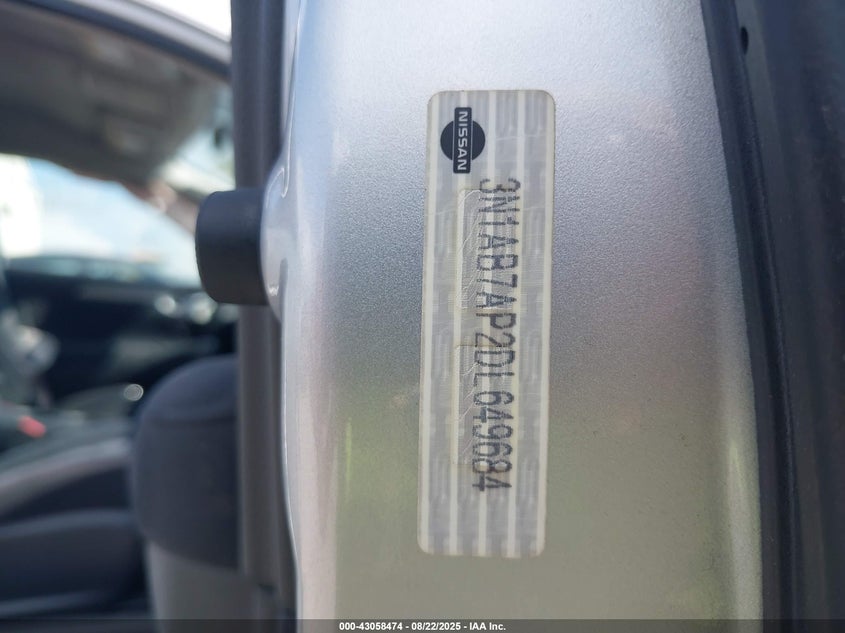 NISSAN
3N1AB7AP2DL649684
000-43058474 • 08/22/2025 • IAA Inc.